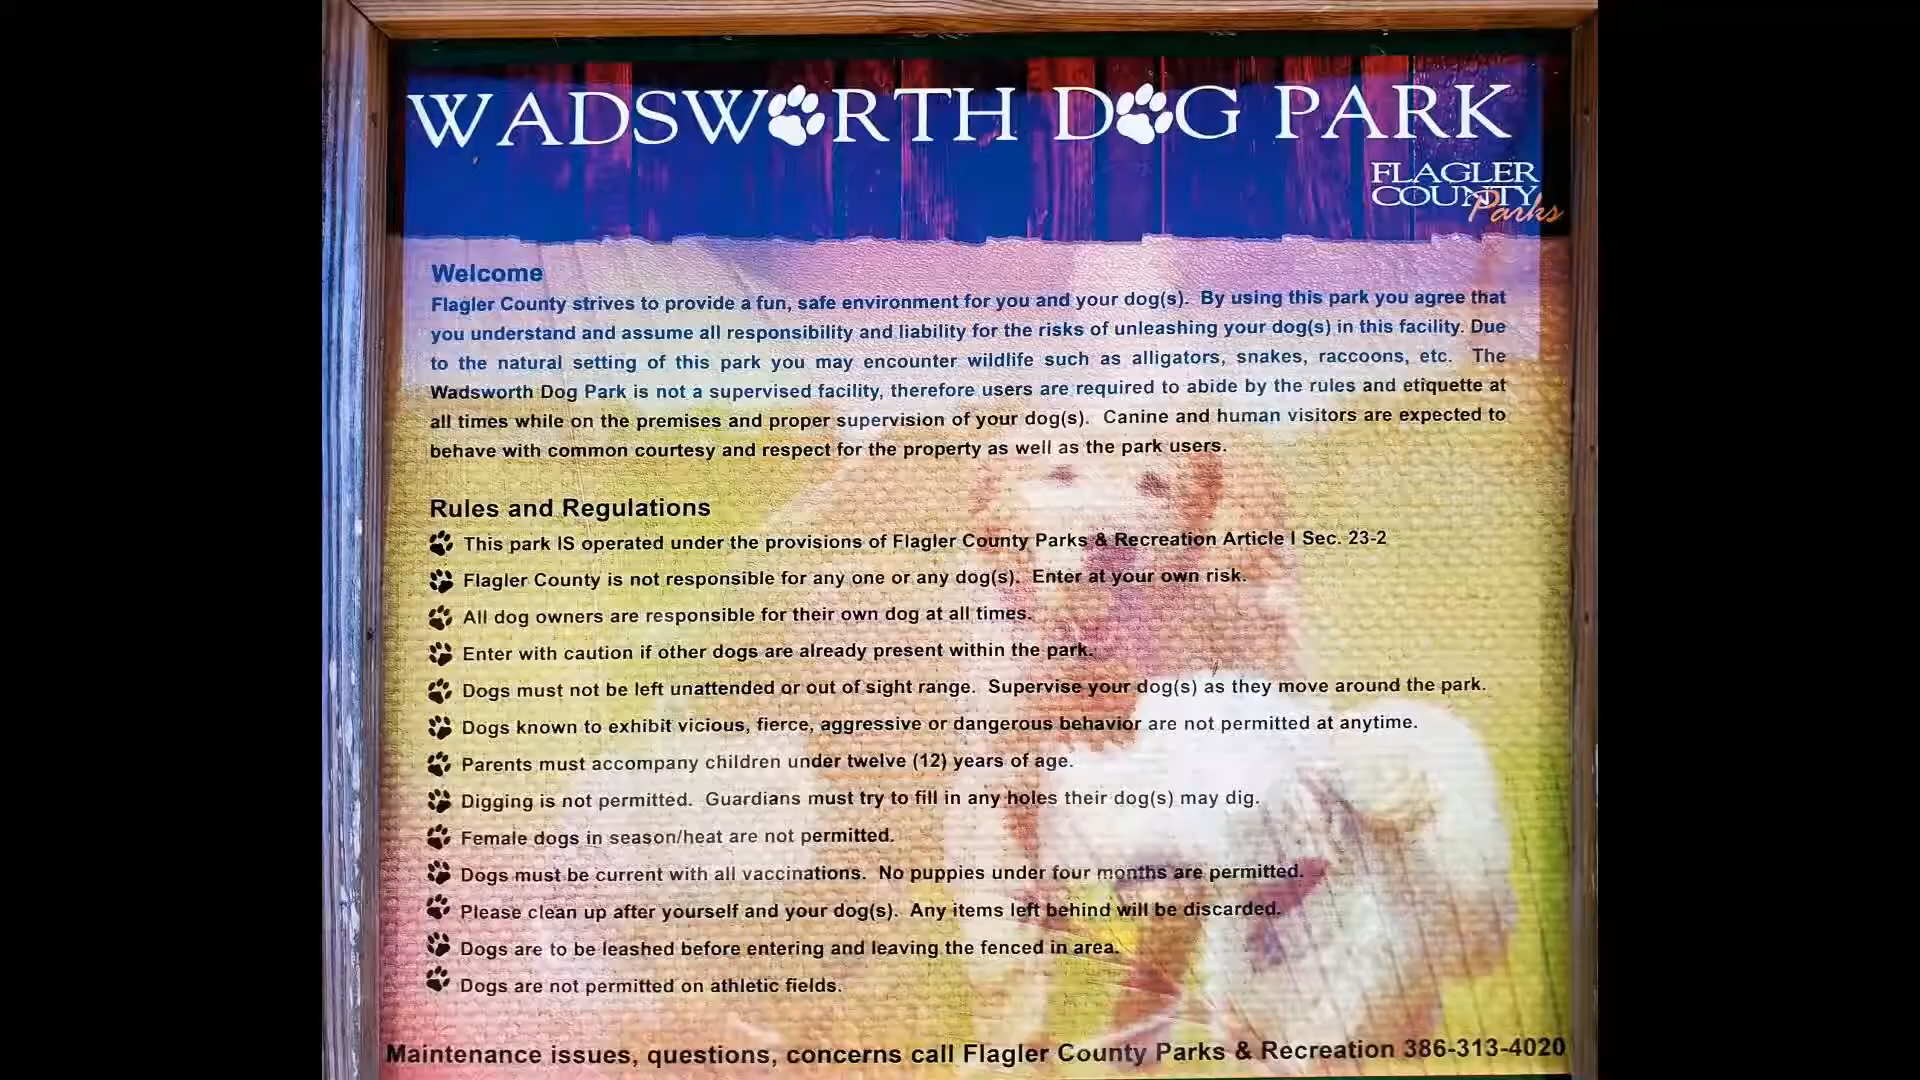 WADSWORTH DOG PARK
FLAGLER
COUNTY
Parks
Welcome
Flagler County strives to provide a fun, safe environment for you and your dog(s). By using this park you agree that
you understand and assume all responsibility and liability for the risks of unleashing your dog(s) in this facility. Due
to the natural setting of this park you may encounter wildlife such as alligators, snakes, raccoons, etc. The
Wadsworth Dog Park is not a supervised facility, therefore users are required to abide by the rules and etiquette at
all times while on the premises and proper supervision of your dog(s). Canine and human visitors are expected to
behave with common courtesy and respect for the property as well as the park users.
Rules and Regulations
This park IS operated under the provisions of Flagler County Parks & Recreation Article I Sec. 23-2
Flagler County is not responsible for any one or any dog(s). Enter at your own risk.
All dog owners are responsible for their own dog at all times.
Enter with caution if other dogs are already present within the park.
Dogs must not be left unattended or out of sight range. Supervise your dog(s) as they move around the park.
Dogs known to exhibit vicious, fierce, aggressive or dangerous behavior are not permitted at anytime.
Parents must accompany children under twelve (12) years of age.
Digging is not permitted. Guardians must try to fill in any holes their dog(s) may dig.
Female dogs in season/heat are not permitted.
Dogs must be current with all vaccinations. No puppies under four months are permitted.
Please clean up after yourself and your dog(s). Any items left behind will be discarded.
Dogs are to be leashed before entering and leaving the fenced in area.
Dogs are not permitted on athletic fields.
Maintenance issues, questions, concerns call Flagler County Parks & Recreation 386-313-4020